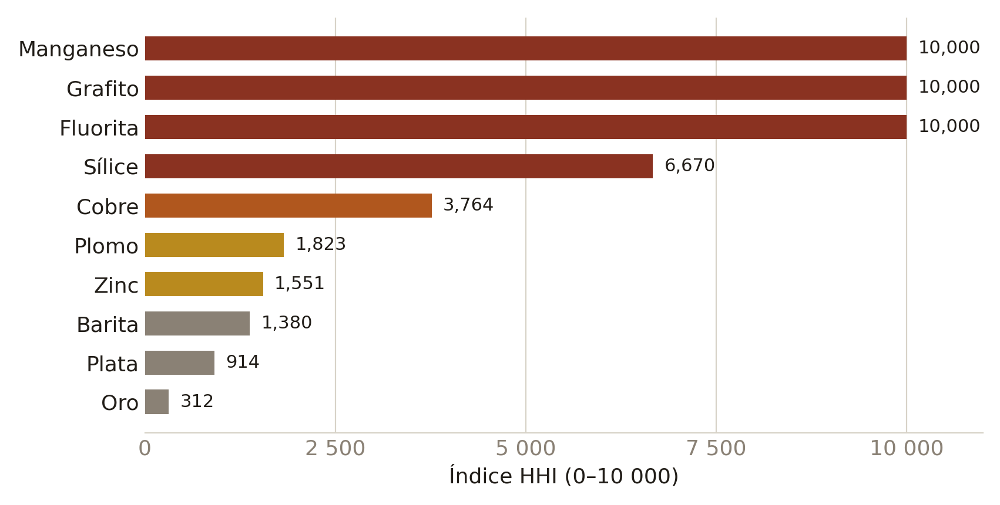 Manganeso 10,000
Grafito 10,000
Fluorita 10,000
Sílice 6,670
Cobre 3,764
Plomo 1,823
Zinc 1,551
Barita 1,380
Plata 914
Oro 312
0 2 500 5 000 7 500 10 000
Índice HHI (0–10 000)